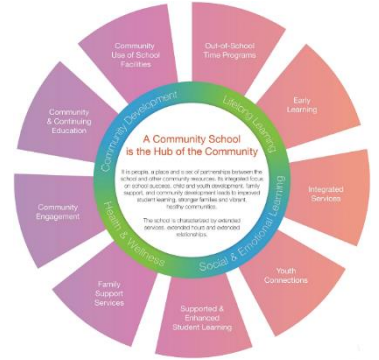 Community
Use of School
Facilities
Out-of-School
Time Programs
Early
Learning
Integrated
Services
Youth
Connections
Supported &
Enhanced
Student Learning
Family
Support
Services
Community
Engagement
Community
& Continuing
Education
Community Development
Lifelong Learning
Social & Emotional Learning
Health & Wellness
A Community School
is the Hub of the Community
It is people, a place and a set of partnerships between the
school and other community resources. Its integrated focus
on school success, child and youth development, family
support, and community development leads to improved
student learning, stronger families and vibrant,
healthy communities.
The school is characterized by extended
services, extended hours and extended
relationships.